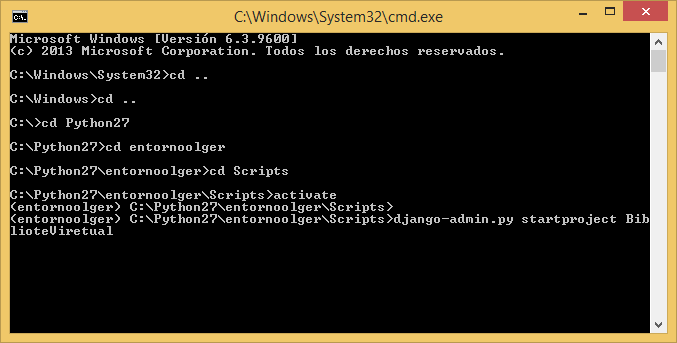 C:\Windows\System32\cmd.exe
Microsoft Windows [Versión 6.3.9600]
(c) 2013 Microsoft Corporation. Todos los derechos reservados.
C:\Windows\System32>cd ..
C:\Windows>cd ..
C:\>cd Python27
C:\Python27>cd entornoolger
C:\Python27\entornoolger>cd Scripts
C:\Python27\entornoolger\Scripts>activate
(entornoolger) C:\Python27\entornoolger\Scripts>
(entornoolger) C:\Python27\entornoolger\Scripts>django-admin.py startproject Bib
lioteViretual